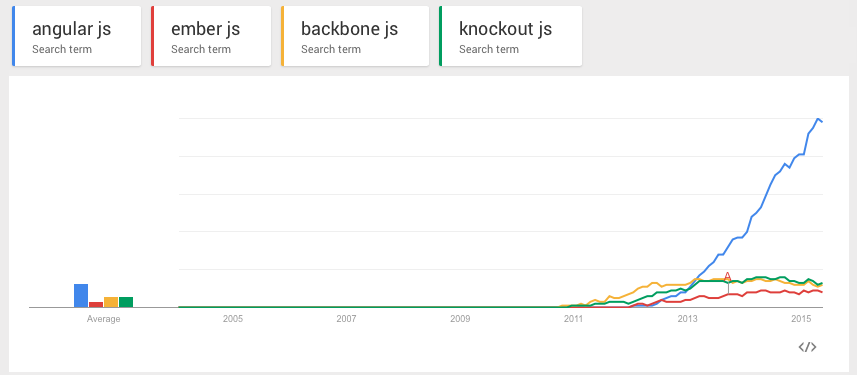 angular js
Search term
ember js
Search term
backbone js
Search term
knockout js
Search term
A
Average
2005
2007
2009
2011
2013
2015
</>